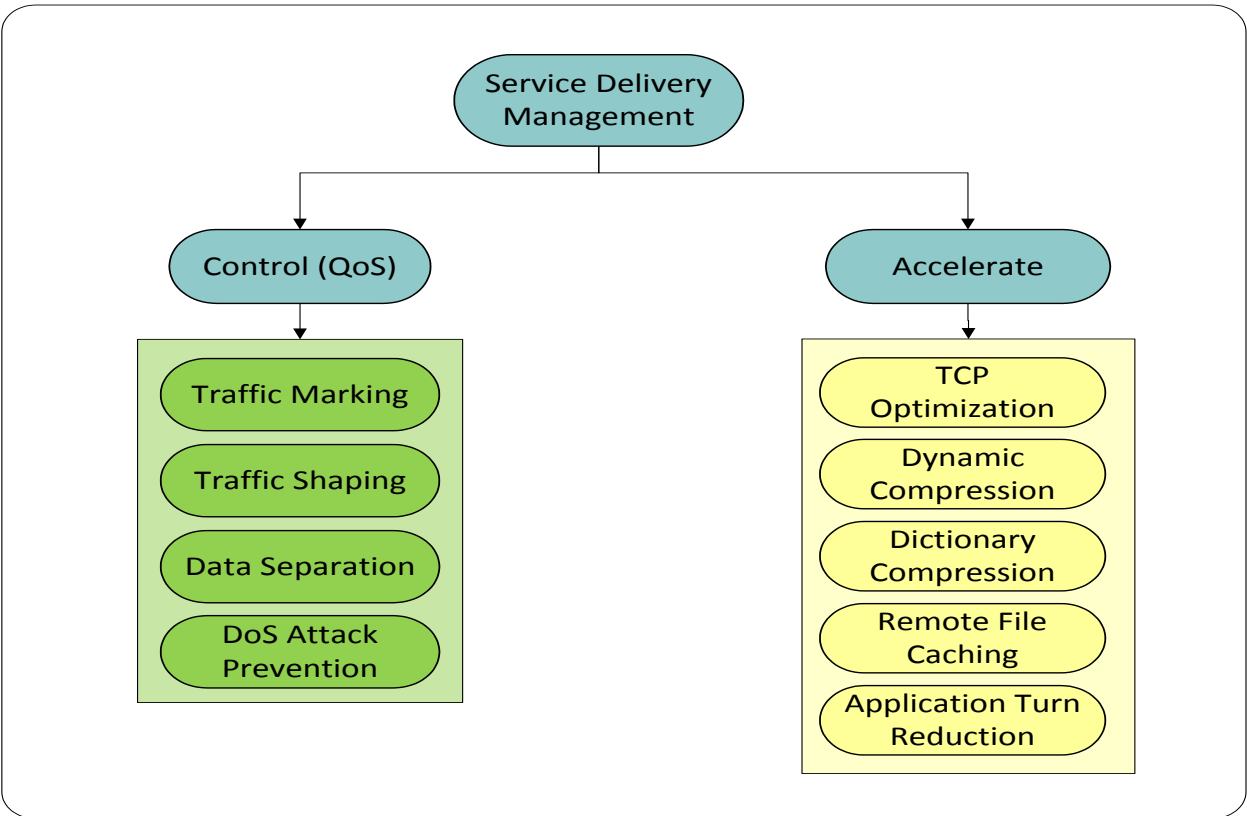 Service Delivery
Management
Control (QoS)
Accelerate
Traffic Marking
Traffic Shaping
Data Separation
DoS Attack
Prevention
TCP
Optimization
Dynamic
Compression
Dictionary
Compression
Remote File
Caching
Application Turn
Reduction